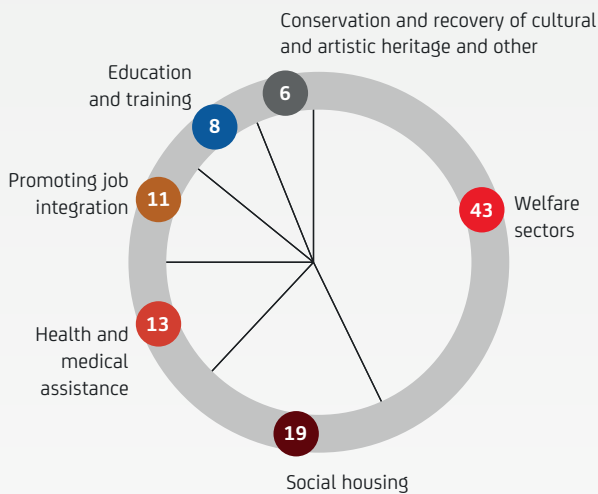 Conservation and recovery of cultural
and artistic heritage and other
6
Education
and training
8
Promoting job
integration
11
43
Welfare
sectors
13
Health and
medical
assistance
19
Social housing